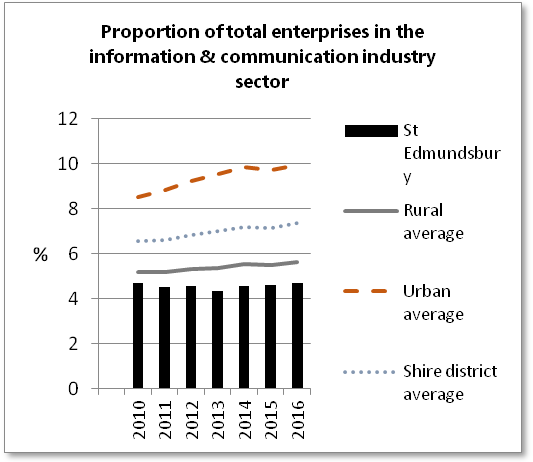 Proportion of total enterprises in the
information & communication industry
sector
12
10
8
6
4
2
0
%
2010
2011
2012
2013
2014
2015
2016
St
Edmundsbur
y
Rural
average
Urban
average
Shire district
average